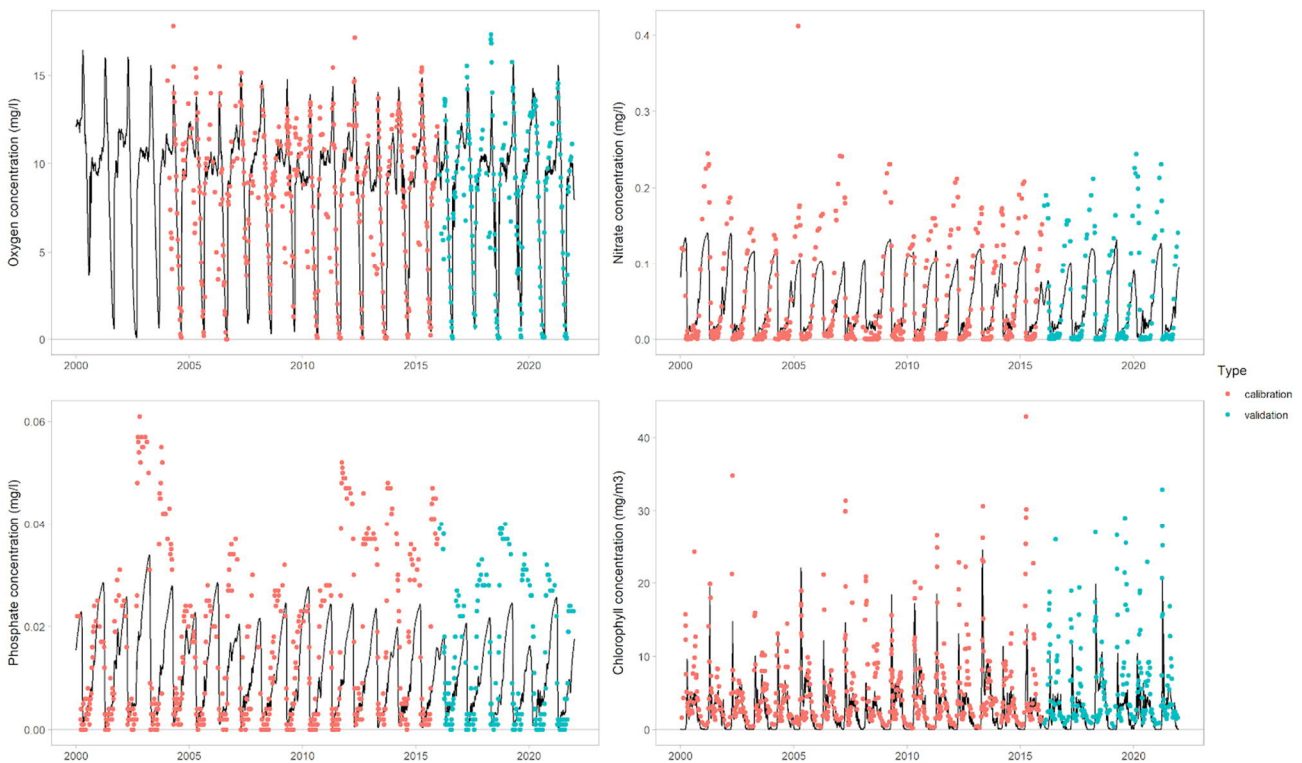 Oxygen concentration (mg/l)
15
10
5
0
2000 2005 2010 2015 2020
Nitrate concentration (mg/l)
0.4
0.3
0.2
0.1
0.0
2000 2005 2010 2015 2020
Phosphate concentration (mg/l)
0.06
0.04
0.02
0.00
2000 2005 2010 2015 2020
Chlorophyll concentration (mg/m3)
40
30
20
10
0
2000 2005 2010 2015 2020
Type
calibration
validation